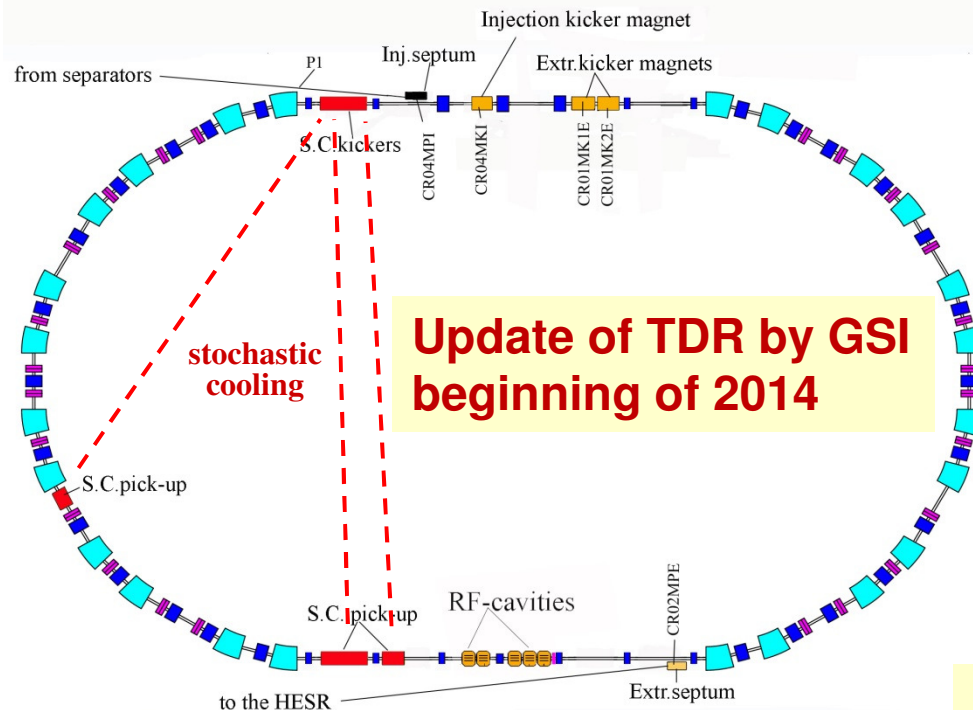 Injection kicker magnet
Inj.septum
P1
from separators
Extr.kicker magnets
S.C.kickers
CR04MPI
CR04MKI
CR01MK1E
CR01MK2E
stochastic
cooling
Update of TDR by GSI
beginning of 2014
S.C.pick-up
S.C. pick-up
RF-cavities
CR02MPE
to the HESR
Extr.septum